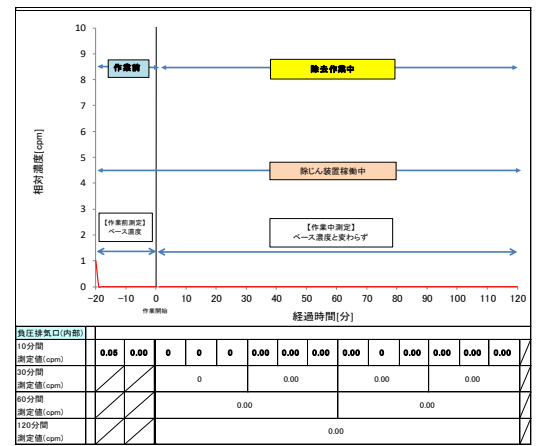 10
9
8
7
6
5
4
3
2
1
0
相対濃度[cpm]
作業前
除去作業中
除じん装置稼働中
【作業前測定】
ベース濃度
【作業中測定】
ベース濃度と変わらず
-20 -10 0 10 20 30 40 50 60 70 80 90 100 110 120
作業開始
経過時間[分]
負圧排気口(内部)
10分間
測定値(cpm)
0.05 0.00 0 0 0 0.00 0.00 0.00 0.00 0 0.00 0.00 0.00 0.00
30分間
測定値(cpm)
0 0.00 0.00 0.00
60分間
測定値(cpm)
0.00 0.00
120分間
測定値(cpm)
0.00